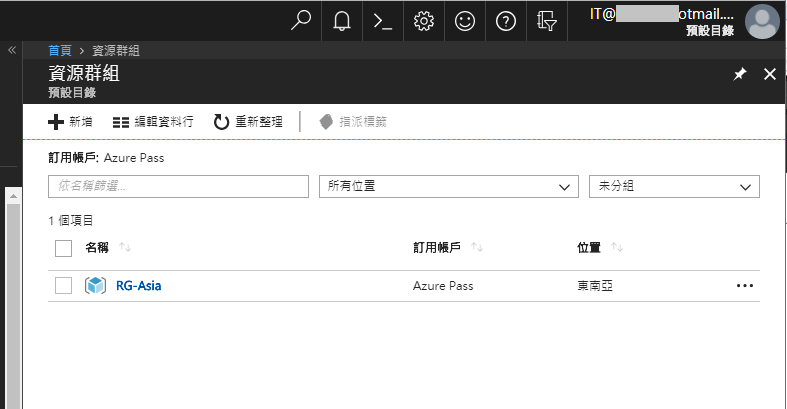 IT@ otmail....
預設目錄
« 首頁 > 資源群組
資源群組
預設目錄
新增 編輯資料行 重新整理 指派標籤
訂用帳戶: Azure Pass
依名稱篩選... 所有位置 未分組
1 個項目
名稱 訂用帳戶 位置
RG-Asia Azure Pass 東南亞